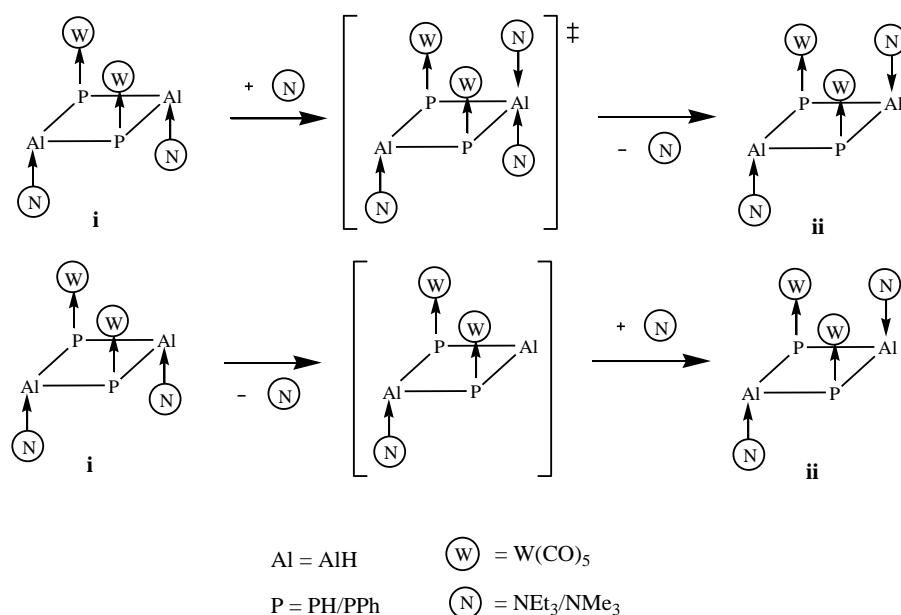 W W P Al Al P N N i
+ N
W N W P Al Al P N N ‡
− N
W N W P Al Al P N ii
W W P Al Al P N N i
− N
W W P Al Al P N
+ N
W N W P Al Al P N ii
Al = AlH W = W(CO)5
P = PH/PPh N = NEt3/NMe3